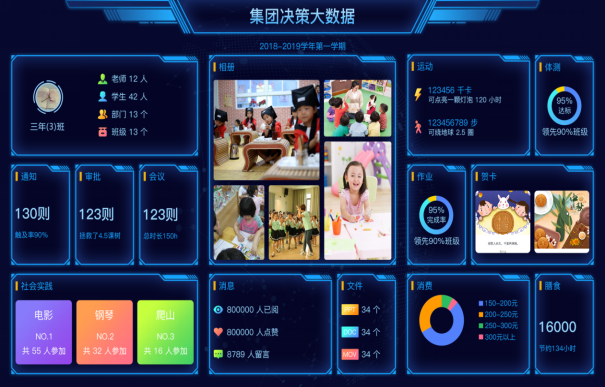 集团决策大数据
2018-2019学年第一学期
三年(3)班
老师 12 人
学生 42 人
部门 13 个
班级 13 个
相册
运动
123456 千卡
可点亮一颗灯泡 120 小时
123456789 步
可绕地球 2.5 圈
体测
95%
达标
领先90%班级
通知
130则
触及率90%
审批
123则
拯救了4.5课树
会议
123则
总时长150h
作业
95%
完成率
领先90%班级
贺卡
社会实践
电影
NO.1
共 55 人参加
钢琴
NO.2
共 32 人参加
爬山
NO.3
共 16 人参加
消息
800000 人已阅
800000 人点赞
8789 人留言
文件
PPT 34 个
DOC 34 个
MOV 34 个
消费
150-200元
200-250元
250-300元
300元以上
膳食
16000
节约134小时